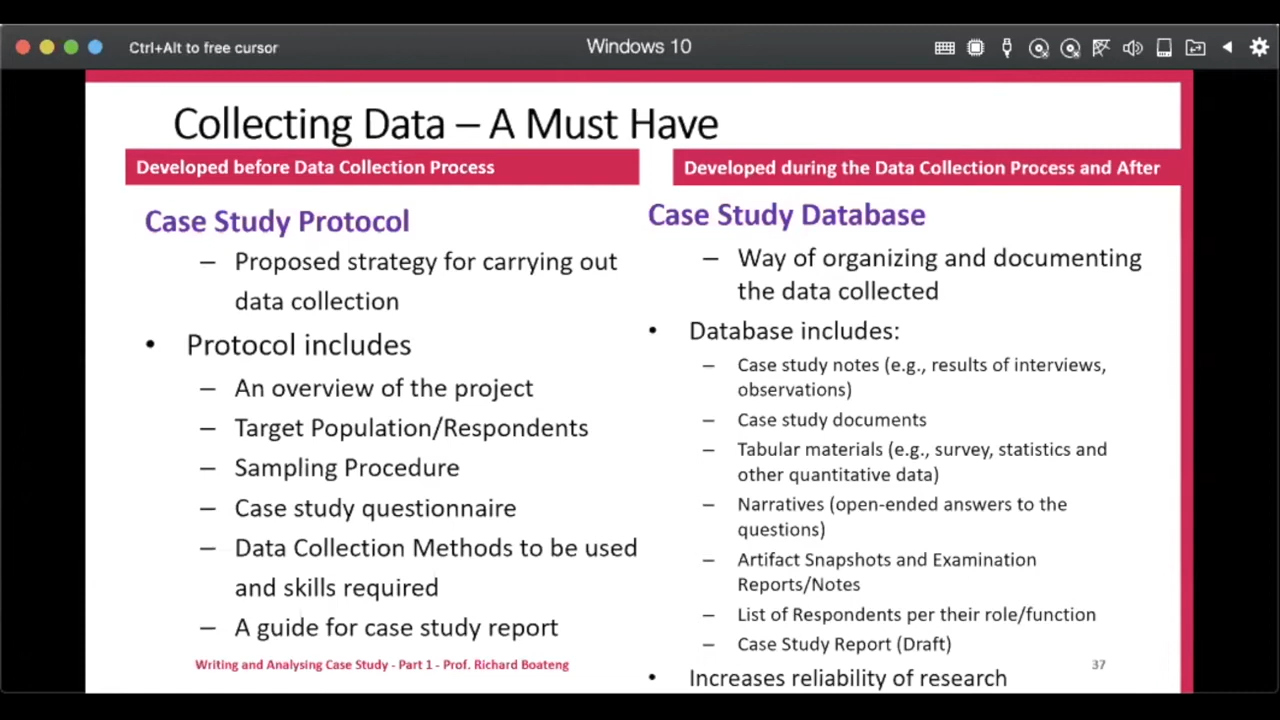 Ctrl+Alt to free cursor
Windows 10
Collecting Data – A Must Have
Developed before Data Collection Process
Case Study Protocol
– Proposed strategy for carrying out
data collection
• Protocol includes
– An overview of the project
– Target Population/Respondents
– Sampling Procedure
– Case study questionnaire
– Data Collection Methods to be used
and skills required
– A guide for case study report
Developed during the Data Collection Process and After
Case Study Database
– Way of organizing and documenting
the data collected
• Database includes:
– Case study notes (e.g., results of interviews,
observations)
– Case study documents
– Tabular materials (e.g., survey, statistics and
other quantitative data)
– Narratives (open-ended answers to the
questions)
– Artifact Snapshots and Examination
Reports/Notes
– List of Respondents per their role/function
– Case Study Report (Draft)
• Increases reliability of research
Writing and Analysing Case Study - Part 1 - Prof. Richard Boateng
37